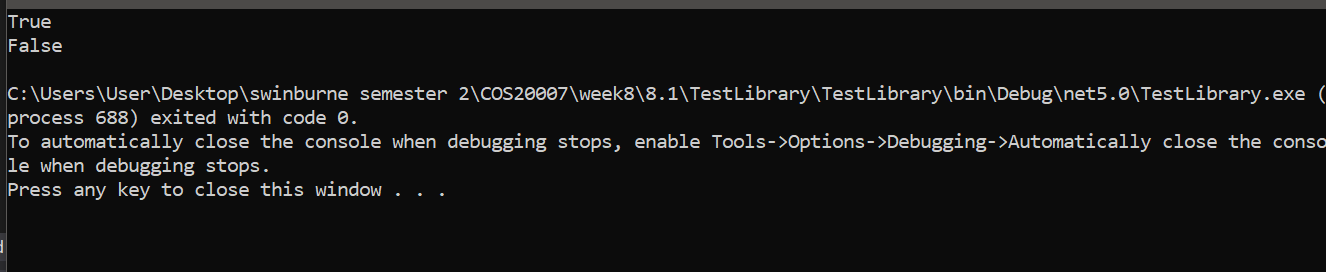 True
False
C:\Users\User\Desktop\swinburne semester 2\COS20007\week8\8.1\TestLibrary\TestLibrary\bin\Debug\net5.0\TestLibrary.exe (
process 688) exited with code 0.
To automatically close the console when debugging stops, enable Tools->Options->Debugging->Automatically close the conso
le when debugging stops.
Press any key to close this window . . .